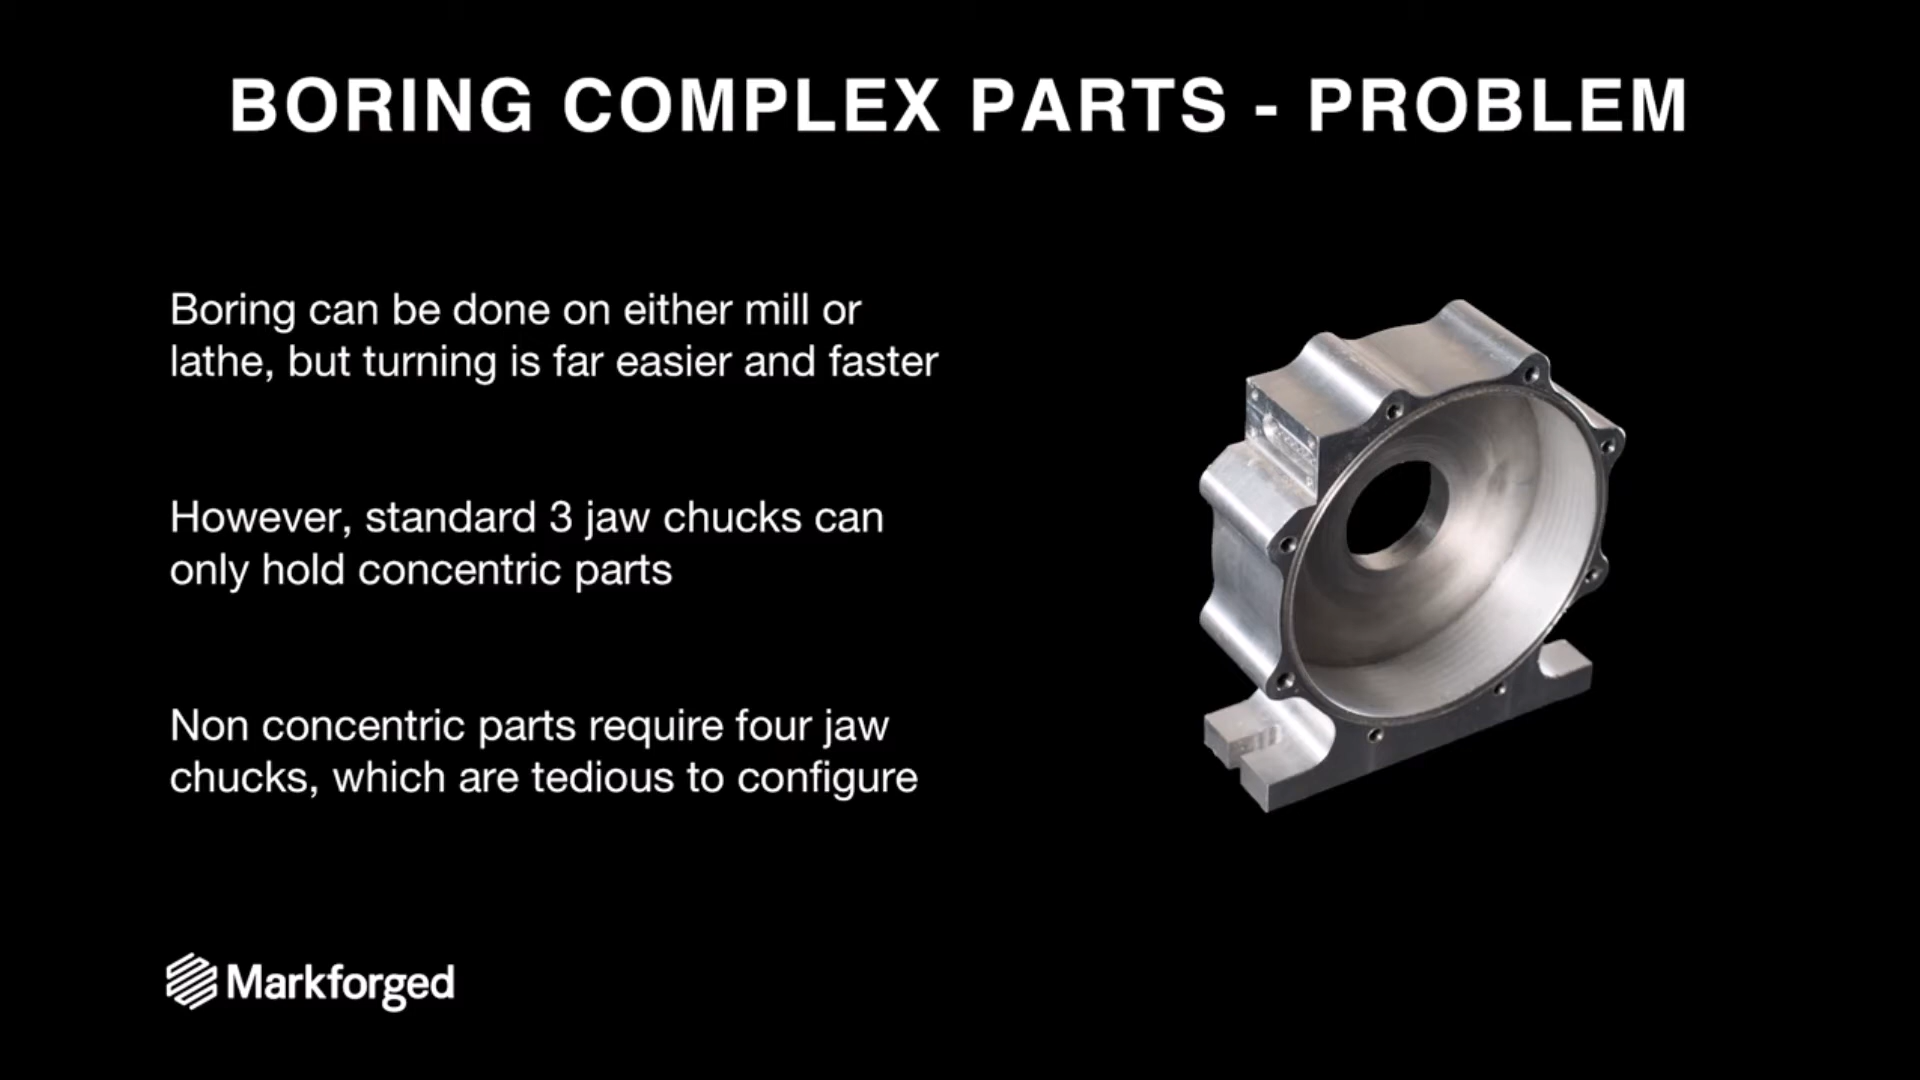 BORING COMPLEX PARTS - PROBLEM
Boring can be done on either mill or
lathe, but turning is far easier and faster
However, standard 3 jaw chucks can
only hold concentric parts
Non concentric parts require four jaw
chucks, which are tedious to configure
Markforged